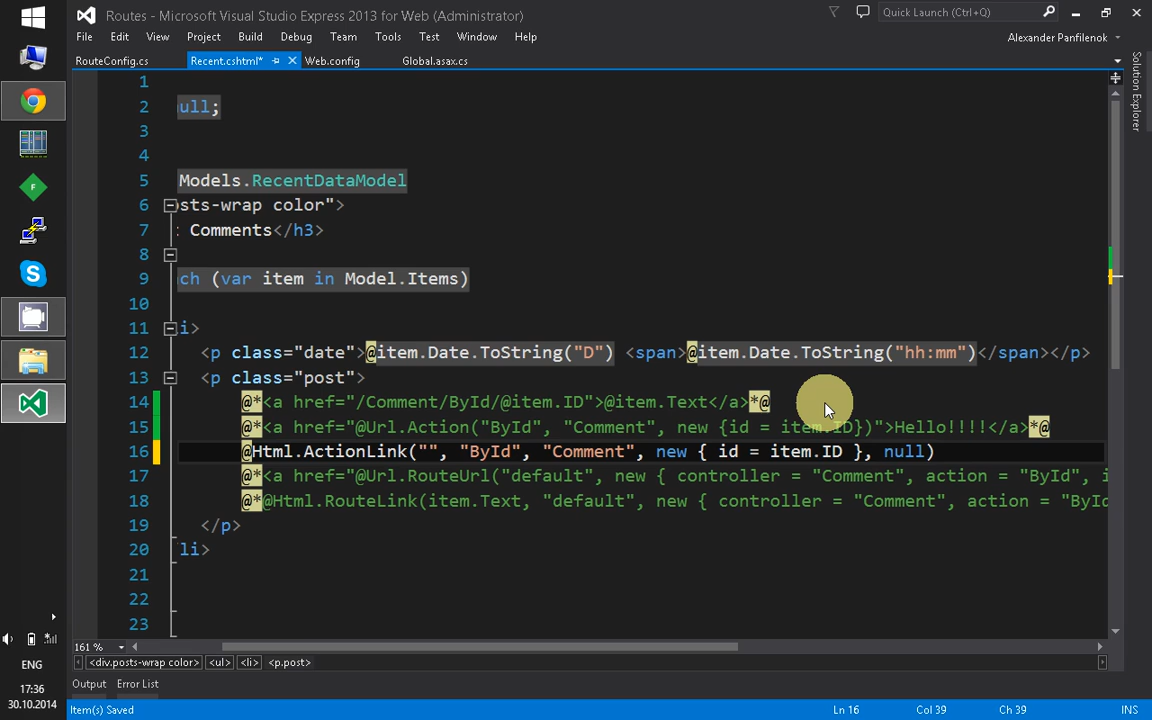 Routes - Microsoft Visual Studio Express 2013 for Web (Administrator)
Quick Launch (Ctrl+Q)
File Edit View Project Build Debug Team Tools Test Window Help
Alexander Panfilenok
RouteConfig.cs Recent.cshtml* Web.config Global.asax.cs
Solution Explorer
1
2 ull;
3
4
5 Models.RecentDataModel
6 sts-wrap color">
7 : Comments</h3>
8
9 ch (var item in Model.Items)
10
11 i>
12 <p class="date">@item.Date.ToString("D") <span>@item.Date.ToString("hh:mm")</span></p>
13 <p class="post">
14 @*<a href="/Comment/ById/@item.ID">@item.Text</a>*@
15 @*<a href="@Url.Action("ById", "Comment", new {id = item.ID})">Hello!!!!</a>*@
16 @Html.ActionLink("", "ById", "Comment", new { id = item.ID }, null)
17 @*<a href="@Url.RouteUrl("default", new { controller = "Comment", action = "ById", i
18 @*@Html.RouteLink(item.Text, "default", new { controller = "Comment", action = "ById
19 </p>
20 li>
21
22
23
161 %
<div.posts-wrap color> <ul> <li> <p.post>
Output Error List
Item(s) Saved Ln 16 Col 39 Ch 39 INS
F
S
ENG
17:36
30.10.2014